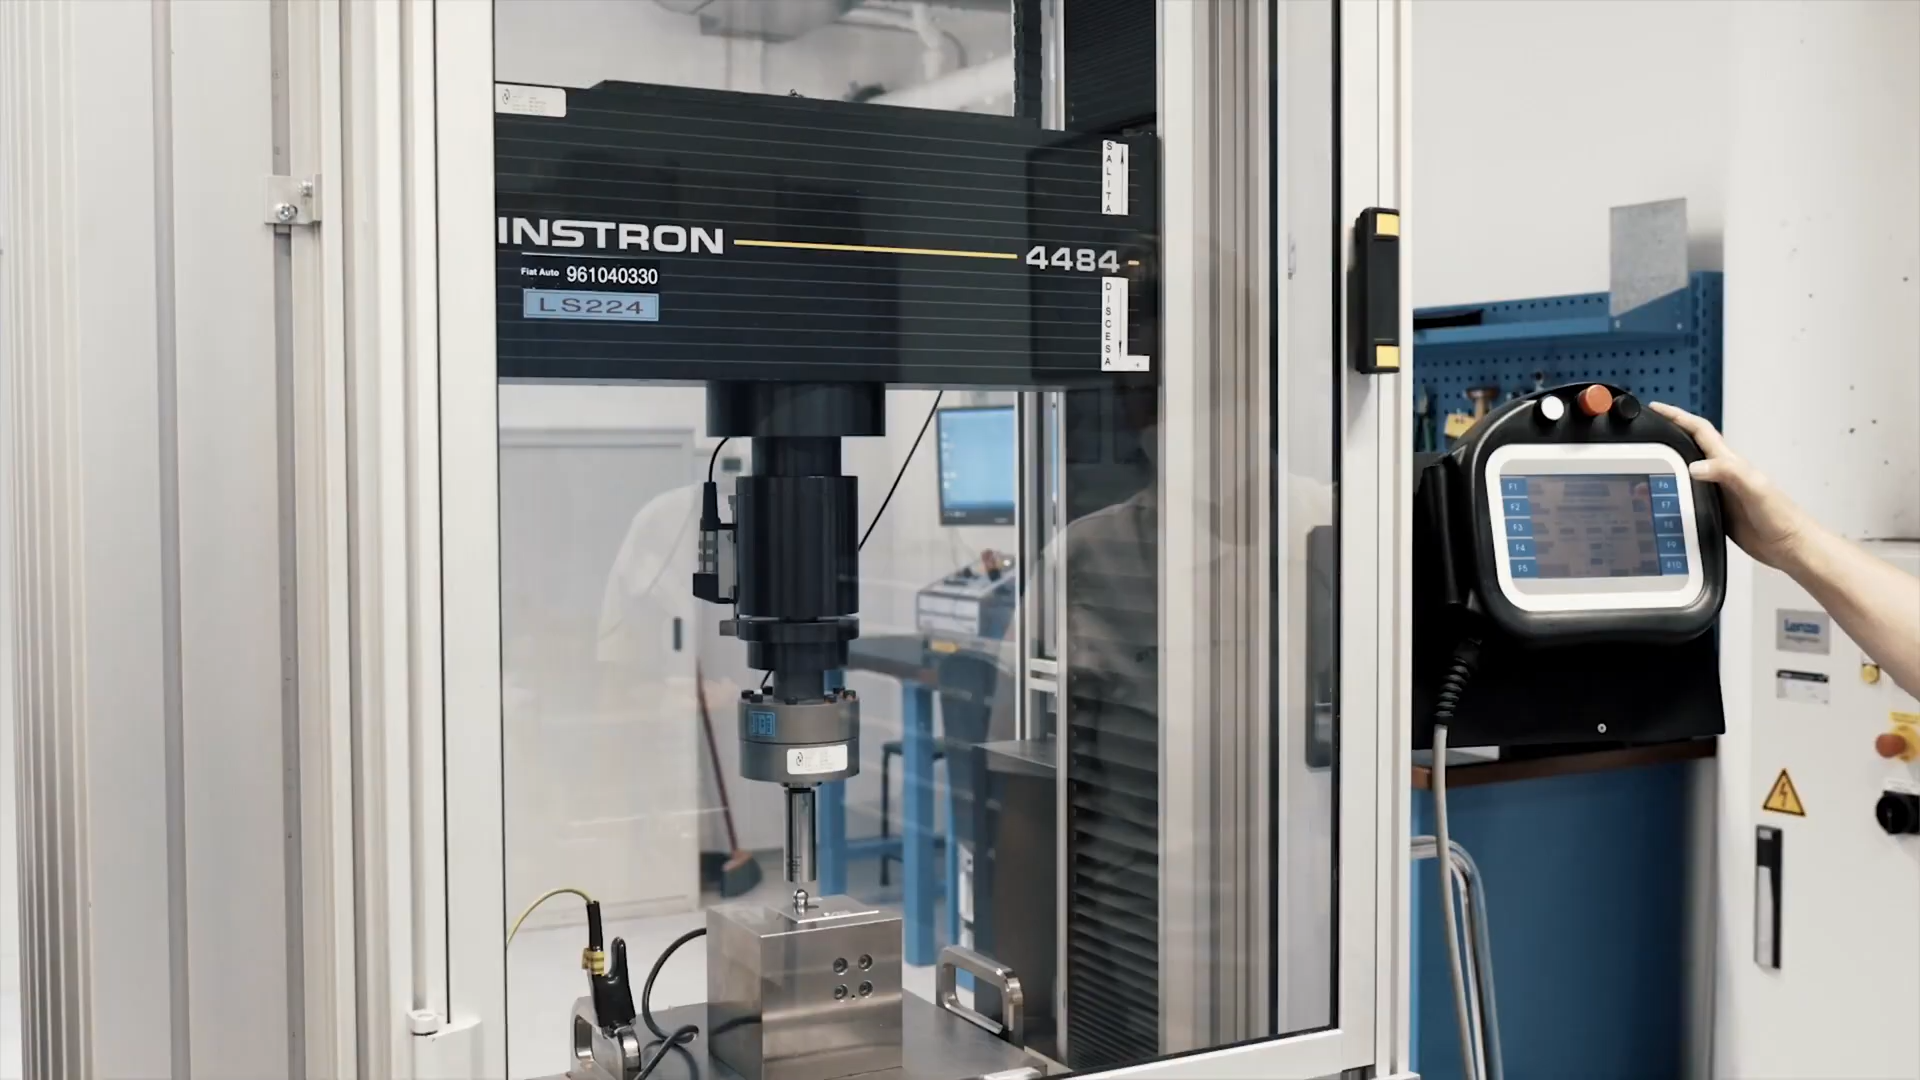 SALITA
INSTRON
4484
Fiat Auto 961040330
LS224
DISCESA
F1
F2
F3
F4
F5
F6
F7
F8
F9
F10
Lenze